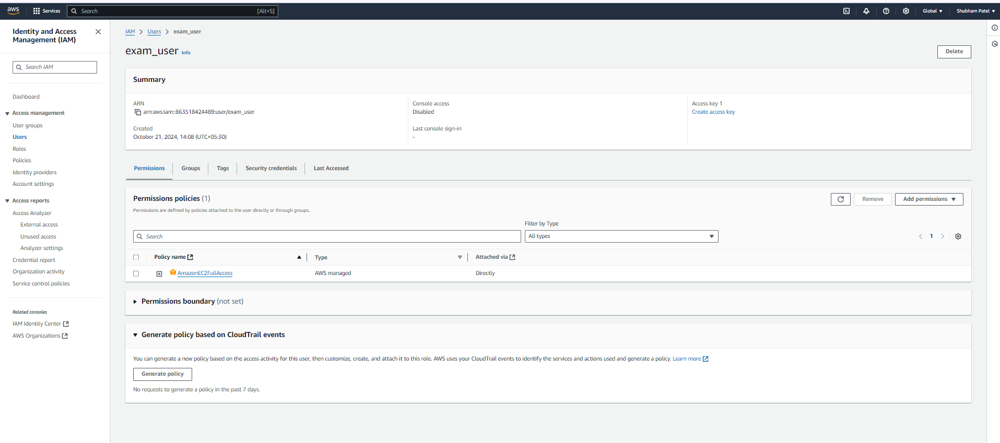 aws Services Search [Alt+S] Global Shubham Patel
Identity and Access Management (IAM)
Search IAM
Dashboard
Access management
User groups
Users
Roles
Policies
Identity providers
Account settings
Access reports
Access Analyzer
External access
Unused access
Analyzer settings
Credential report
Organization activity
Service control policies
Related consoles
IAM Identity Center
AWS Organizations
IAM Users exam_user
exam_user Info
Delete
Summary
ARN
arn:aws:iam::863518424489:user/exam_user
Created
October 21, 2024, 14:08 (UTC+05:30)
Console access
Disabled
Last console sign-in
-
Access key 1
Create access key
Permissions Groups Tags Security credentials Last Accessed
Permissions policies (1)
Permissions are defined by policies attached to the user directly or through groups.
Remove Add permissions
Filter by Type
Search All types 1
Policy name Type Attached via
AmazonEC2FullAccess AWS managed Directly
Permissions boundary (not set)
Generate policy based on CloudTrail events
You can generate a new policy based on the access activity for this user, then customize, create, and attach it to this role. AWS uses your CloudTrail events to identify the services and actions used and generate a policy. Learn more
Generate policy
No requests to generate a policy in the past 7 days.